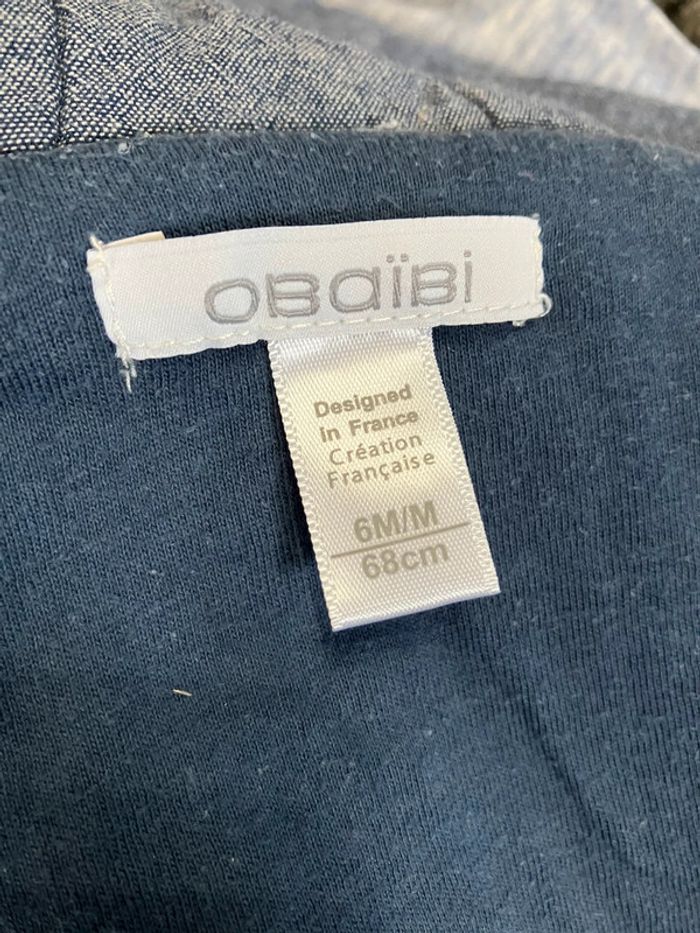 OBaïBi
Designed
in France
Création
Française
6M/M
68cm